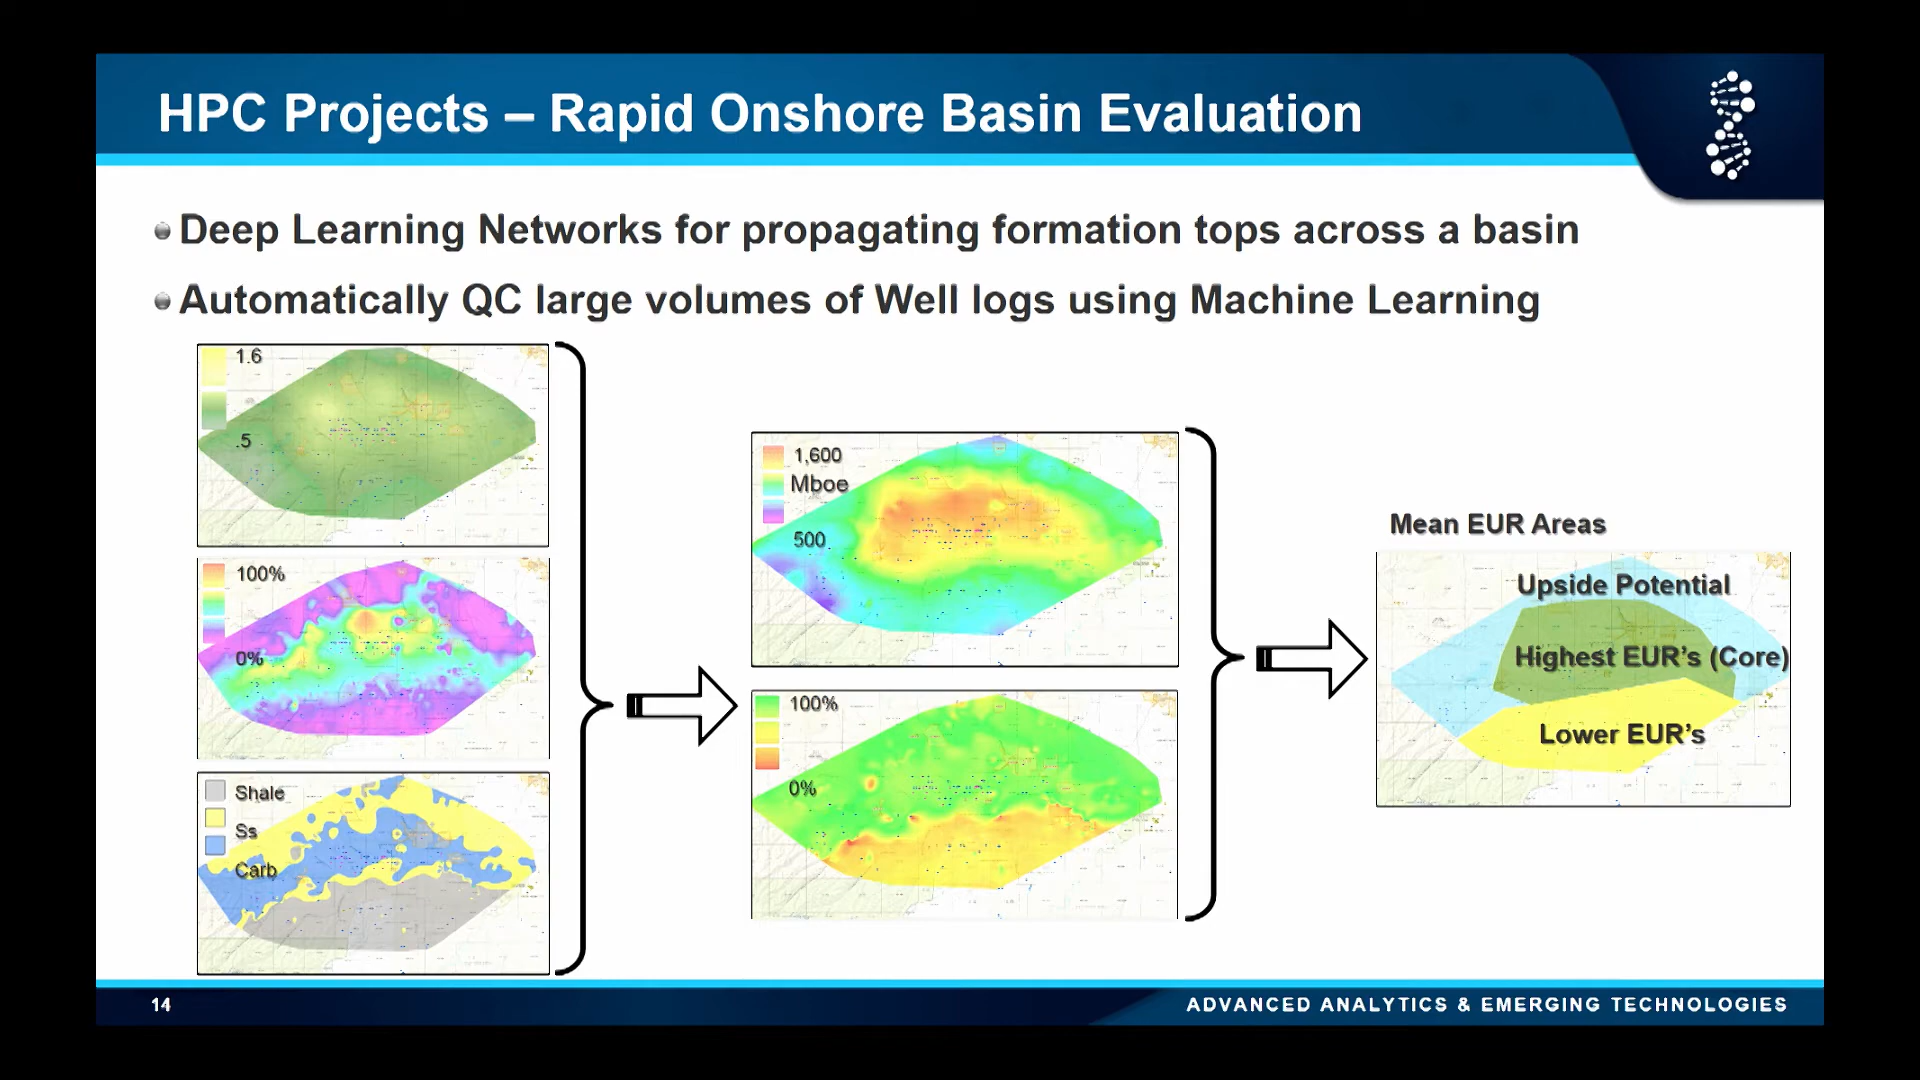 HPC Projects – Rapid Onshore Basin Evaluation
Deep Learning Networks for propagating formation tops across a basin
Automatically QC large volumes of Well logs using Machine Learning
1.6
.5
100%
0%
Shale
Ss
Carb
1,600
Mboe
500
100%
0%
Mean EUR Areas
Upside Potential
Highest EUR’s (Core)
Lower EUR’s
14
ADVANCED ANALYTICS & EMERGING TECHNOLOGIES